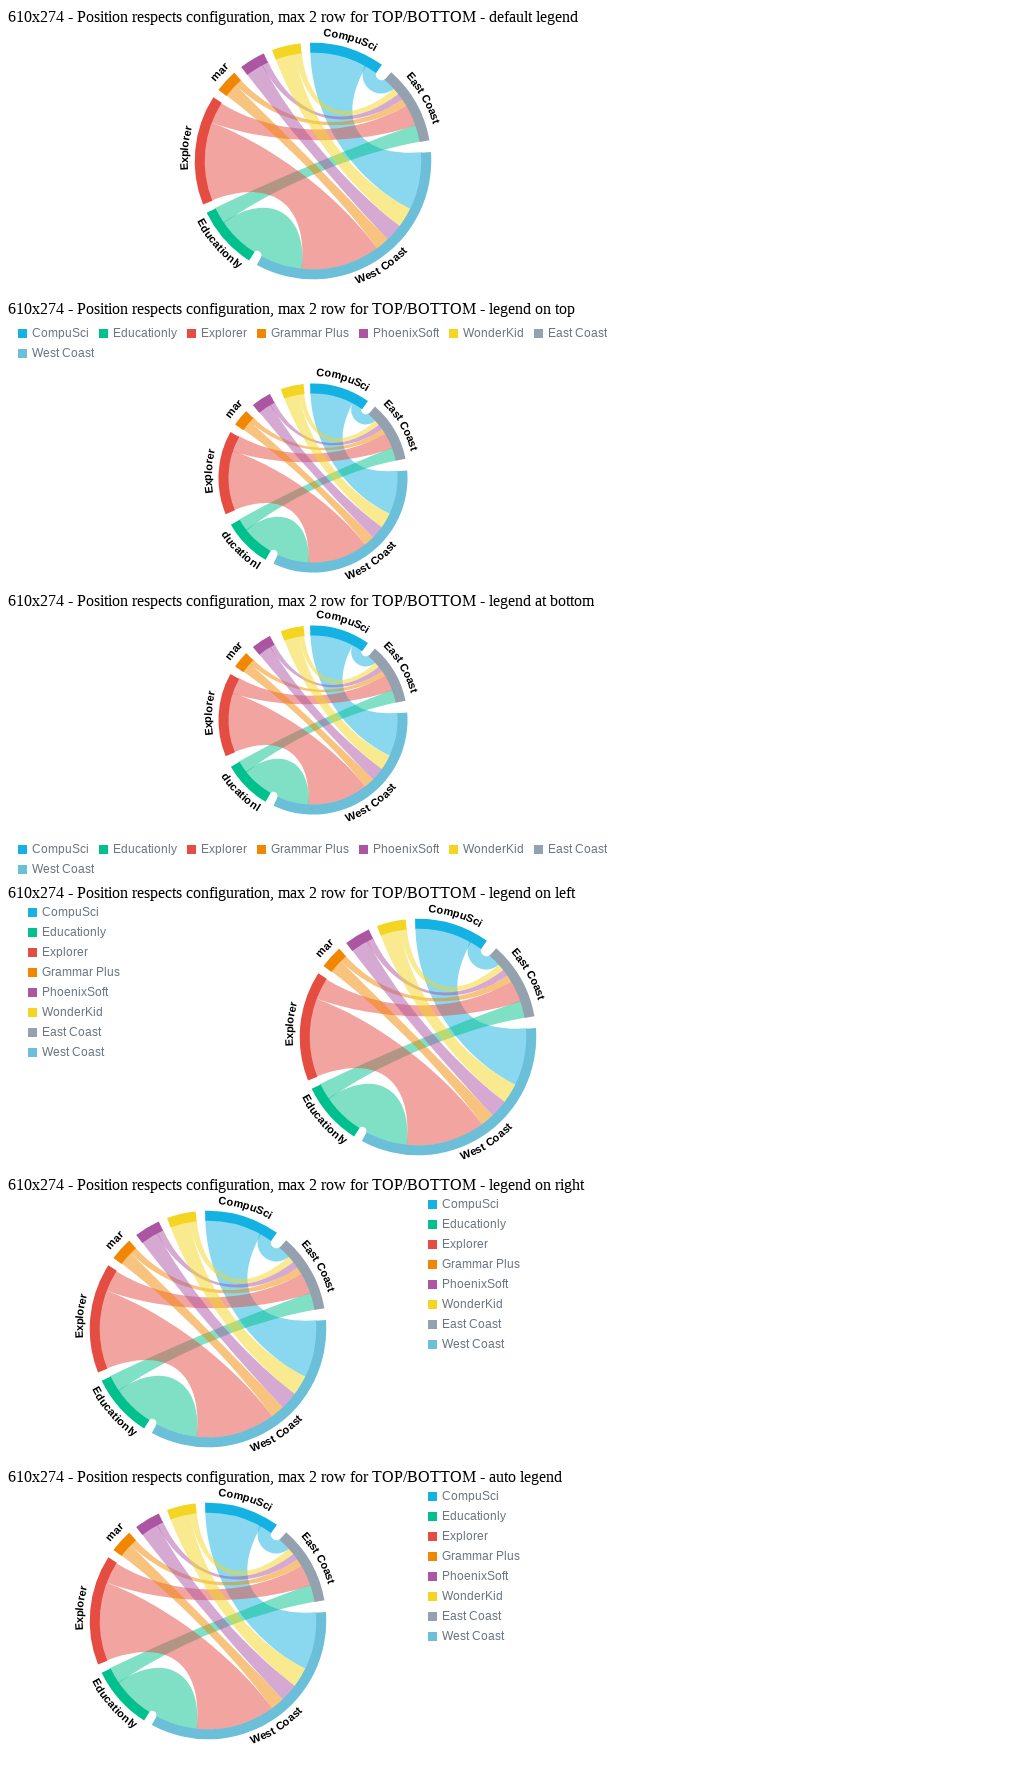 610x274 - Position respects configuration, max 2 row for TOP/BOTTOM - default legend
CompuSci
mar
East Coast
Explorer
Educationly
West Coast
610x274 - Position respects configuration, max 2 row for TOP/BOTTOM - legend on top
CompuSci Educationly Explorer Grammar Plus PhoenixSoft WonderKid East Coast
West Coast
CompuSci
mar
East Coast
Explorer
ducationl
West Coast
610x274 - Position respects configuration, max 2 row for TOP/BOTTOM - legend at bottom
CompuSci
mar
East Coast
Explorer
ducationl
West Coast
CompuSci Educationly Explorer Grammar Plus PhoenixSoft WonderKid East Coast
West Coast
610x274 - Position respects configuration, max 2 row for TOP/BOTTOM - legend on left
CompuSci
Educationly
Explorer
Grammar Plus
PhoenixSoft
WonderKid
East Coast
West Coast
CompuSci
mar
East Coast
Explorer
Educationly
West Coast
610x274 - Position respects configuration, max 2 row for TOP/BOTTOM - legend on right
CompuSci
mar
East Coast
Explorer
Educationly
West Coast
CompuSci
Educationly
Explorer
Grammar Plus
PhoenixSoft
WonderKid
East Coast
West Coast
610x274 - Position respects configuration, max 2 row for TOP/BOTTOM - auto legend
CompuSci
mar
East Coast
Explorer
Educationly
West Coast
CompuSci
Educationly
Explorer
Grammar Plus
PhoenixSoft
WonderKid
East Coast
West Coast